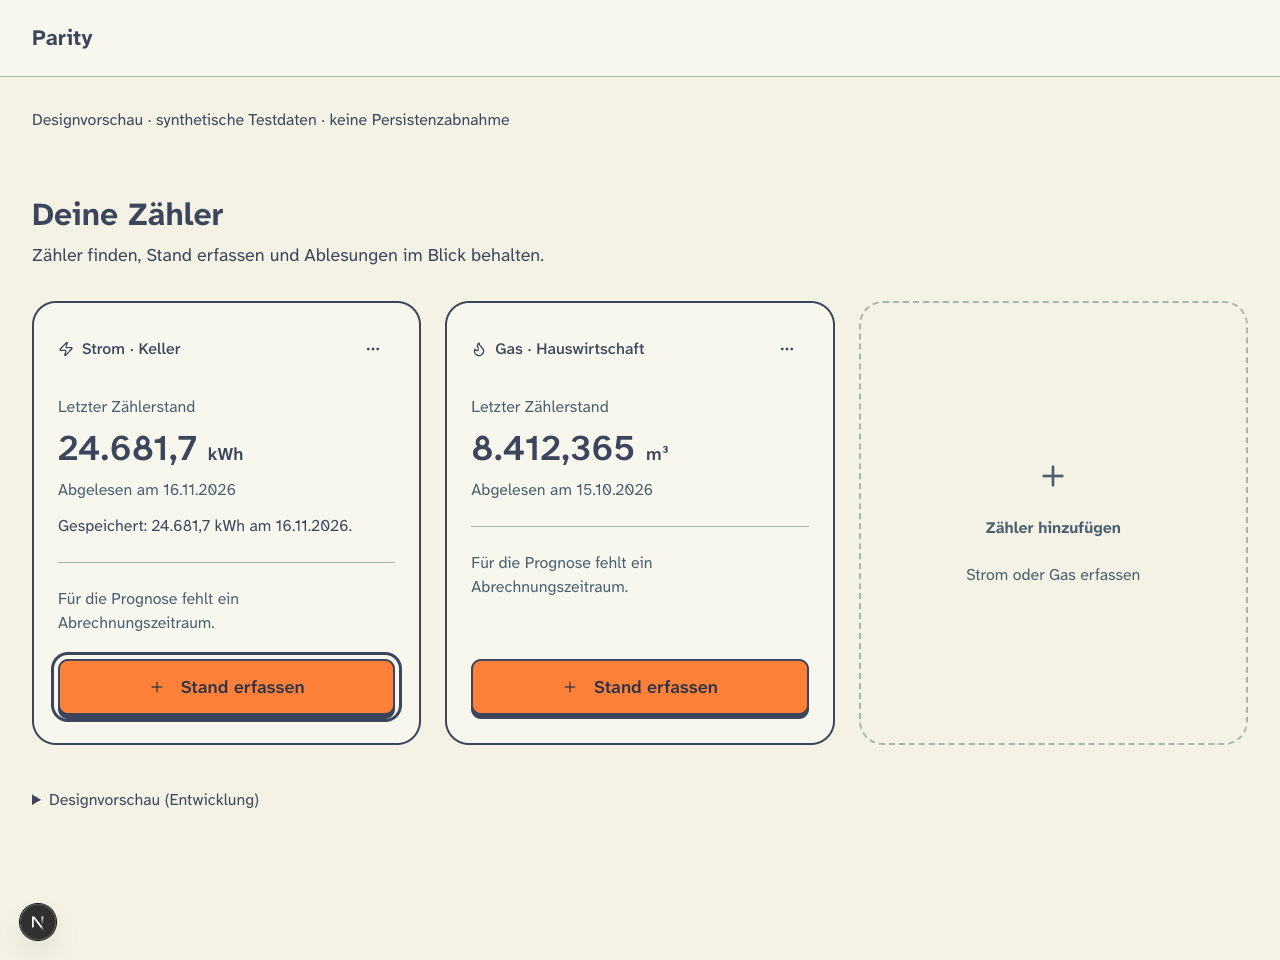 Parity
Designvorschau · synthetische Testdaten · keine Persistenzabnahme
Deine Zähler
Zähler finden, Stand erfassen und Ablesungen im Blick behalten.
Strom · Keller
Letzter Zählerstand
24.681,7 kWh
Abgelesen am 16.11.2026
Gespeichert: 24.681,7 kWh am 16.11.2026.
Für die Prognose fehlt ein
Abrechnungszeitraum.
Stand erfassen
Gas · Hauswirtschaft
Letzter Zählerstand
8.412,365 m³
Abgelesen am 15.10.2026
Für die Prognose fehlt ein
Abrechnungszeitraum.
Stand erfassen
Zähler hinzufügen
Strom oder Gas erfassen
Designvorschau (Entwicklung)
N